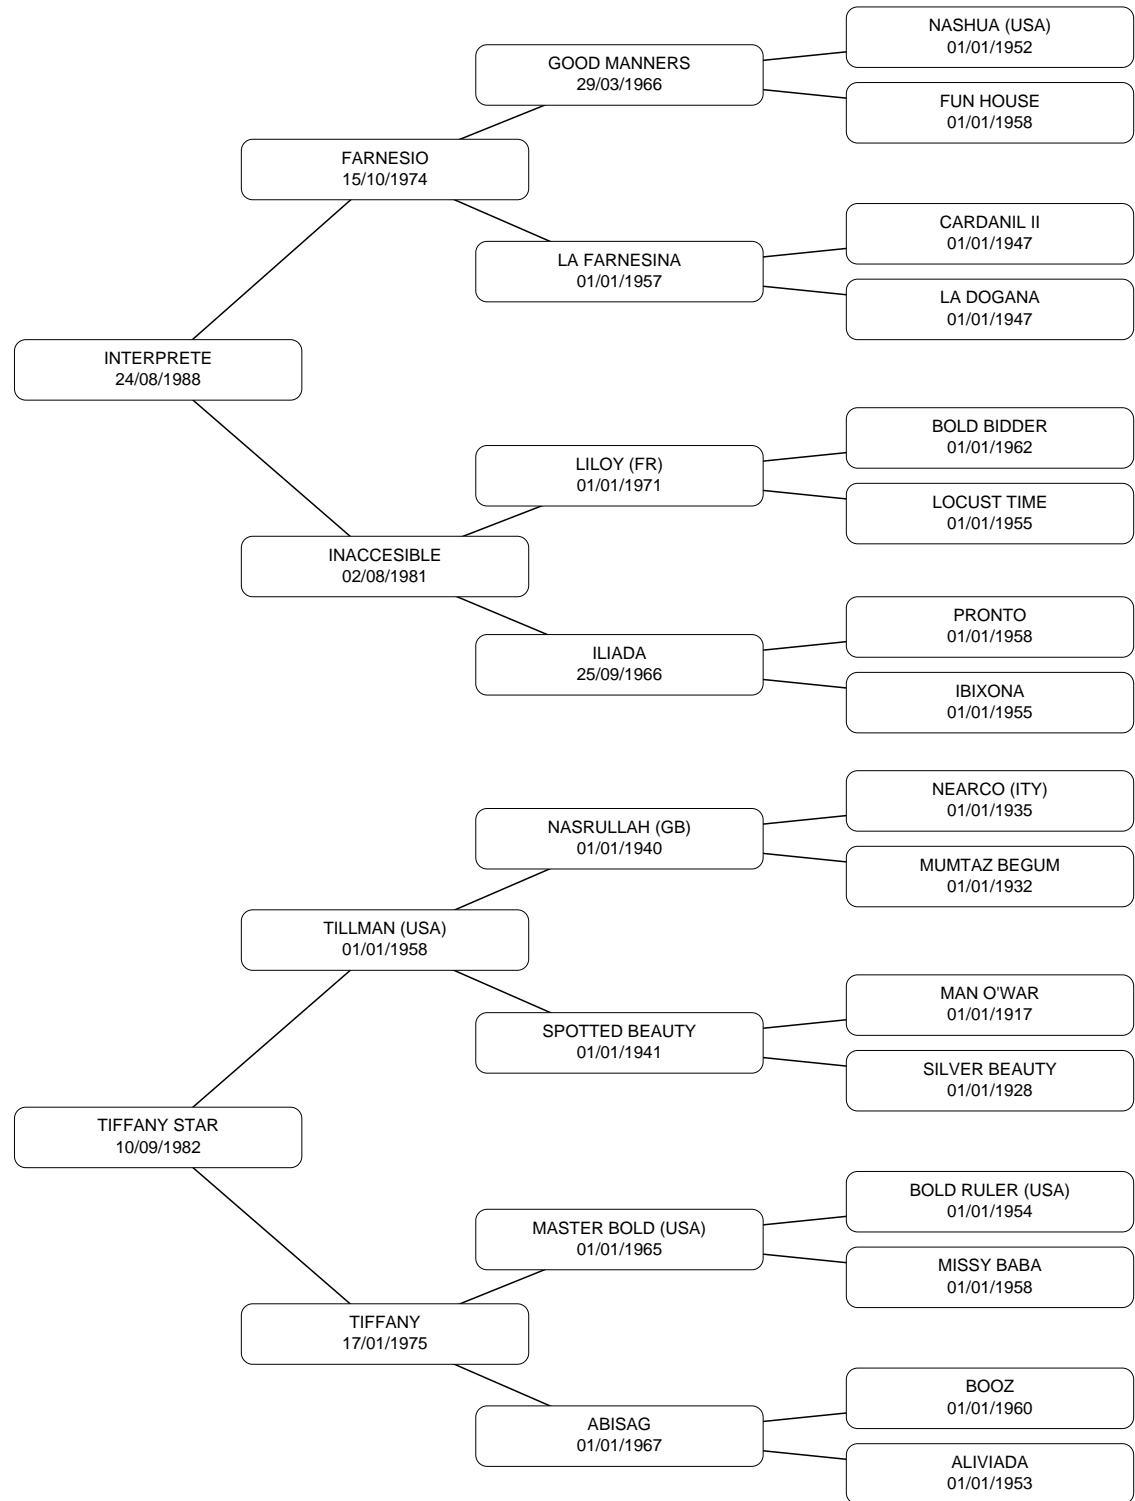 NASHUA (USA)
01/01/1952
GOOD MANNERS
29/03/1966
FUN HOUSE
01/01/1958
FARNESIO
15/10/1974
CARDANIL II
01/01/1947
LA FARNESINA
01/01/1957
LA DOGANA
01/01/1947
INTERPRETE
24/08/1988
BOLD BIDDER
01/01/1962
LILOY (FR)
01/01/1971
LOCUST TIME
01/01/1955
INACCESIBLE
02/08/1981
PRONTO
01/01/1958
ILIADA
25/09/1966
IBIXONA
01/01/1955
NEARCO (ITY)
01/01/1935
NASRULLAH (GB)
01/01/1940
MUMTAZ BEGUM
01/01/1932
TILLMAN (USA)
01/01/1958
MAN O'WAR
01/01/1917
SPOTTED BEAUTY
01/01/1941
SILVER BEAUTY
01/01/1928
TIFFANY STAR
10/09/1982
BOLD RULER (USA)
01/01/1954
MASTER BOLD (USA)
01/01/1965
MISSY BABA
01/01/1958
TIFFANY
17/01/1975
BOOZ
01/01/1960
ABISAG
01/01/1967
ALIVIADA
01/01/1953